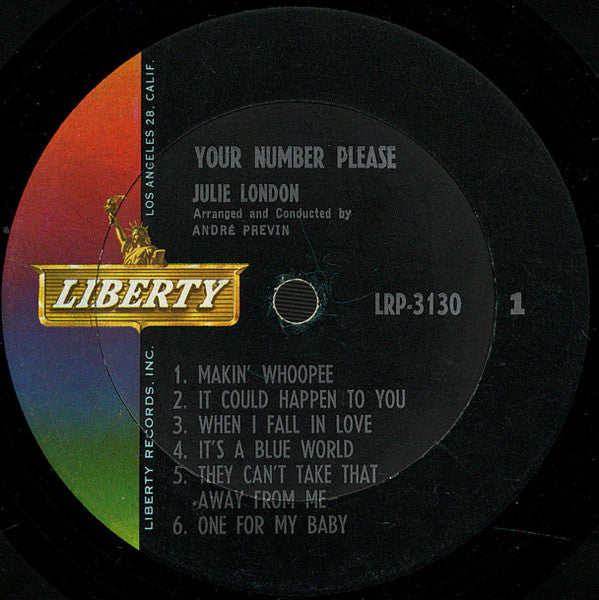 YOUR NUMBER PLEASE
JULIE LONDON
Arranged and Conducted by
ANDRÉ PREVIN
LIBERTY
LRP-3130
1
1. MAKIN' WHOOPEE
2. IT COULD HAPPEN TO YOU
3. WHEN I FALL IN LOVE
4. IT'S A BLUE WORLD
5. THEY CAN'T TAKE THAT
AWAY FROM ME
6. ONE FOR MY BABY
LIBERTY RECORDS, INC.
LOS ANGELES 28, CALIF.